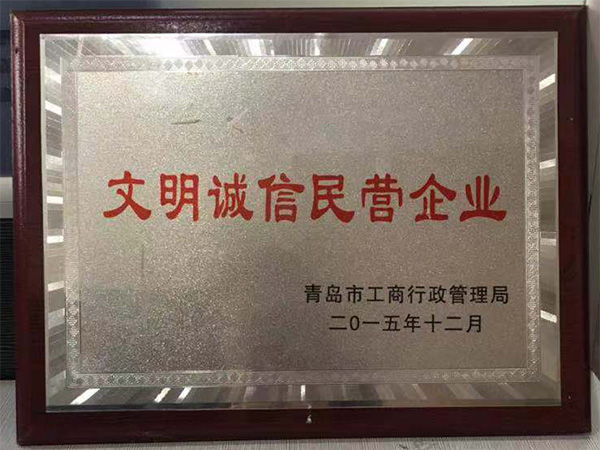 文明诚信民营企业
青岛市工商行政管理局
二0一五年十二月